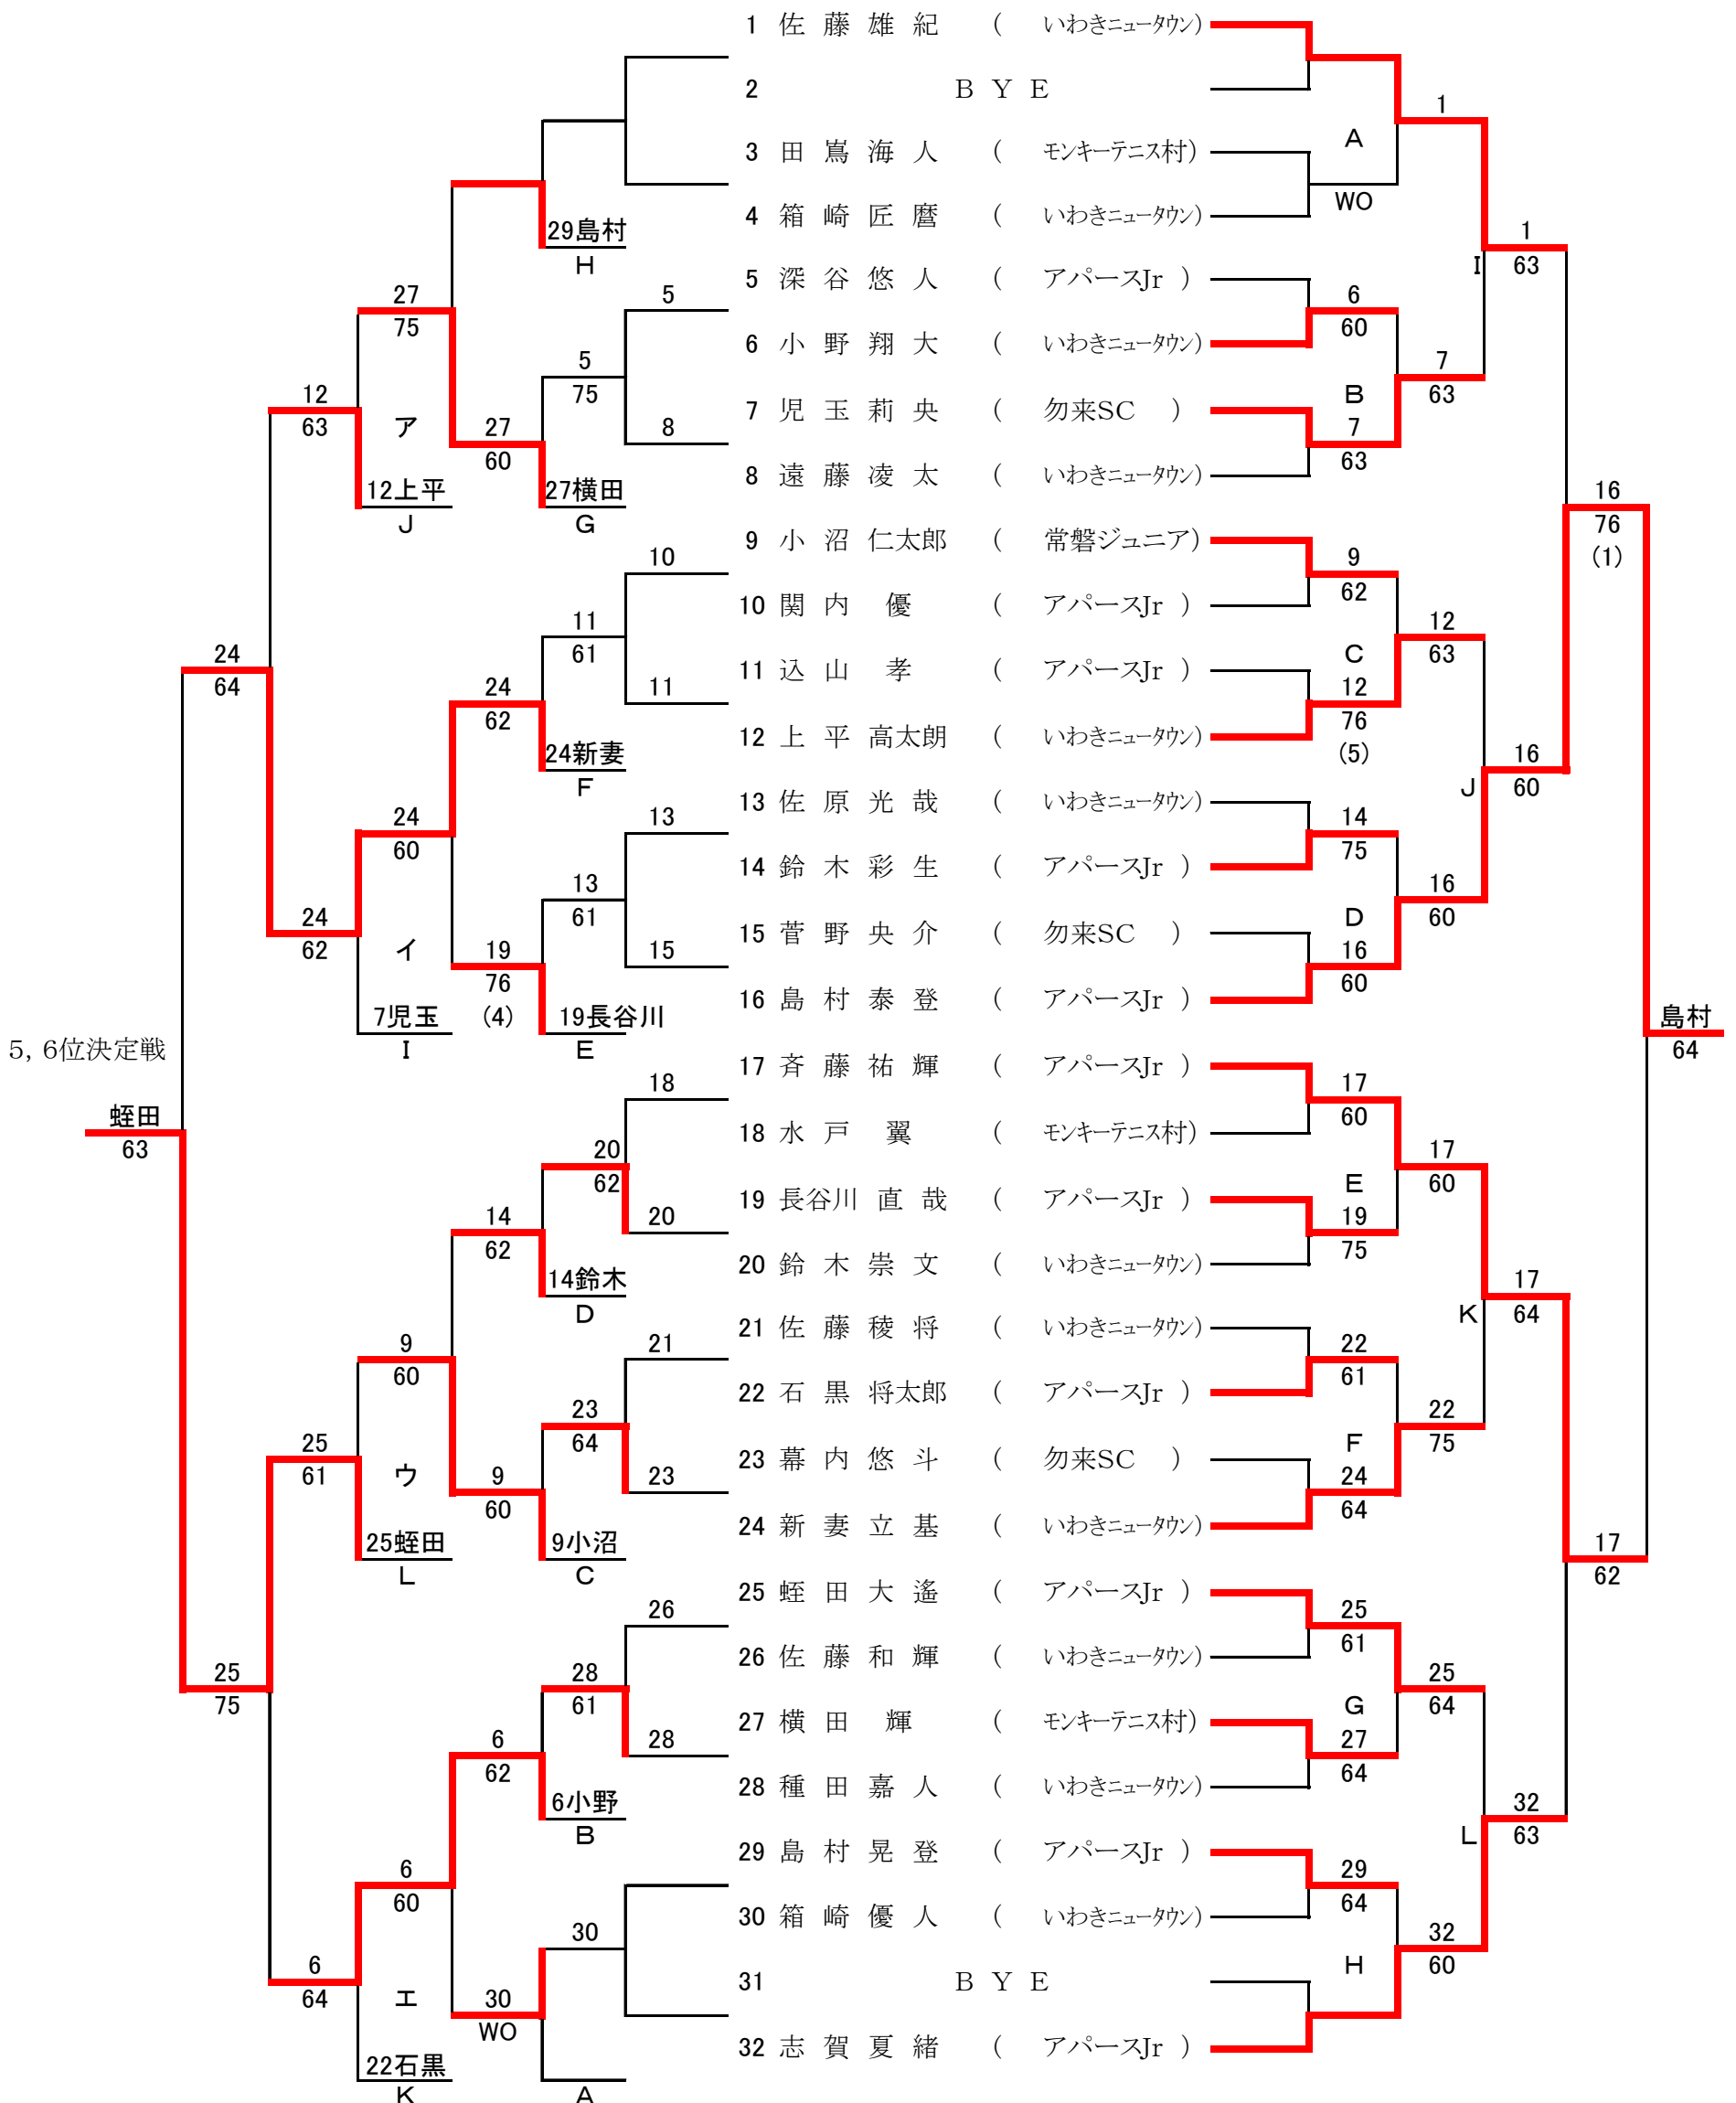 1 佐藤雄紀 ( いわきニュータウン)
2 BYE
1
3 田嶌海人 ( モンキーテニス村)
A
WO
4 箱崎匠麿 ( いわきニュータウン)
29島村
H
1
63
I
5 深谷悠人 ( アパースJr )
27
75
5
6
60
6 小野翔大 ( いわきニュータウン)
5
75
7
63
12
63
ア
7 児玉莉央 ( 勿来SC )
B
7
63
27
60
8
8 遠藤凌太 ( いわきニュータウン)
12上平
J
27横田
G
16
76
(1)
9 小沼仁太郎 ( 常磐ジュニア)
10
9
62
10 関内優 ( アパースJr )
11
61
12
63
24
64
11 込山孝 ( アパースJr )
C
12
76
(5)
24
62
11
12 上平高太朗 ( いわきニュータウン)
24新妻
F
16
60
J
13 佐原光哉 ( いわきニュータウン)
24
60
13
14
75
14 鈴木彩生 ( アパースJr )
13
61
16
60
24
62
イ
15 菅野央介 ( 勿来SC )
D
16
60
19
76
(4)
15
16 島村泰登 ( アパースJr )
7児玉
I
19長谷川
E
島村
64
5,6位決定戦
17 斉藤祐輝 ( アパースJr )
18
17
60
蛭田
63
18 水戸翼 ( モンキーテニス村)
20
62
17
60
19 長谷川直哉 ( アパースJr )
E
19
75
14
62
20
20 鈴木崇文 ( いわきニュータウン)
14鈴木
D
17
64
K
21 佐藤稜将 ( いわきニュータウン)
9
60
21
22
61
22 石黒将太郎 ( アパースJr )
23
64
22
75
25
61
ウ
23 幕内悠斗 ( 勿来SC )
F
24
64
9
60
23
24 新妻立基 ( いわきニュータウン)
25蛭田
L
9小沼
C
17
62
25 蛭田大遙 ( アパースJr )
26
25
61
26 佐藤和輝 ( いわきニュータウン)
28
61
25
64
25
75
27 横田輝 ( モンキーテニス村)
G
27
64
6
62
28
28 種田嘉人 ( いわきニュータウン)
6小野
B
32
63
L
29 島村晃登 ( アパースJr )
6
60
29
64
30 箱崎優人 ( いわきニュータウン)
30
32
60
6
64
エ
31 BYE
H
30
WO
32 志賀夏緒 ( アパースJr )
22石黒
K
A